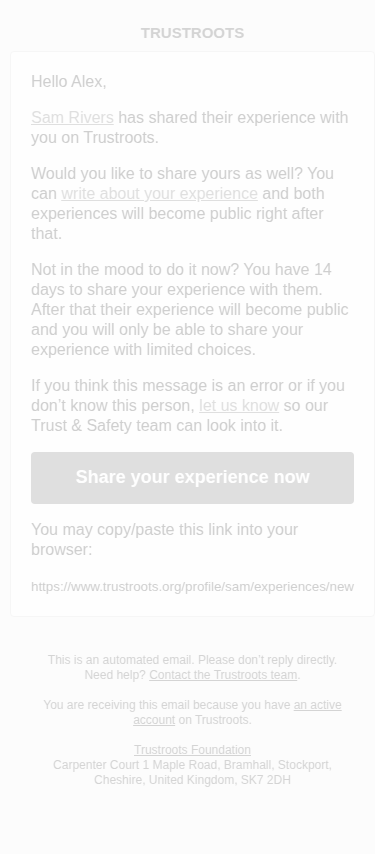 TRUSTROOTS
Hello Alex,
Sam Rivers has shared their experience with
you on Trustroots.
Would you like to share yours as well? You
can write about your experience and both
experiences will become public right after
that.
Not in the mood to do it now? You have 14
days to share your experience with them.
After that their experience will become public
and you will only be able to share your
experience with limited choices.
If you think this message is an error or if you
don’t know this person, let us know so our
Trust & Safety team can look into it.
Share your experience now
You may copy/paste this link into your
browser:
https://www.trustroots.org/profile/sam/experiences/new
This is an automated email. Please don’t reply directly.
Need help? Contact the Trustroots team.
You are receiving this email because you have an active
account on Trustroots.
Trustroots Foundation
Carpenter Court 1 Maple Road, Bramhall, Stockport,
Cheshire, United Kingdom, SK7 2DH